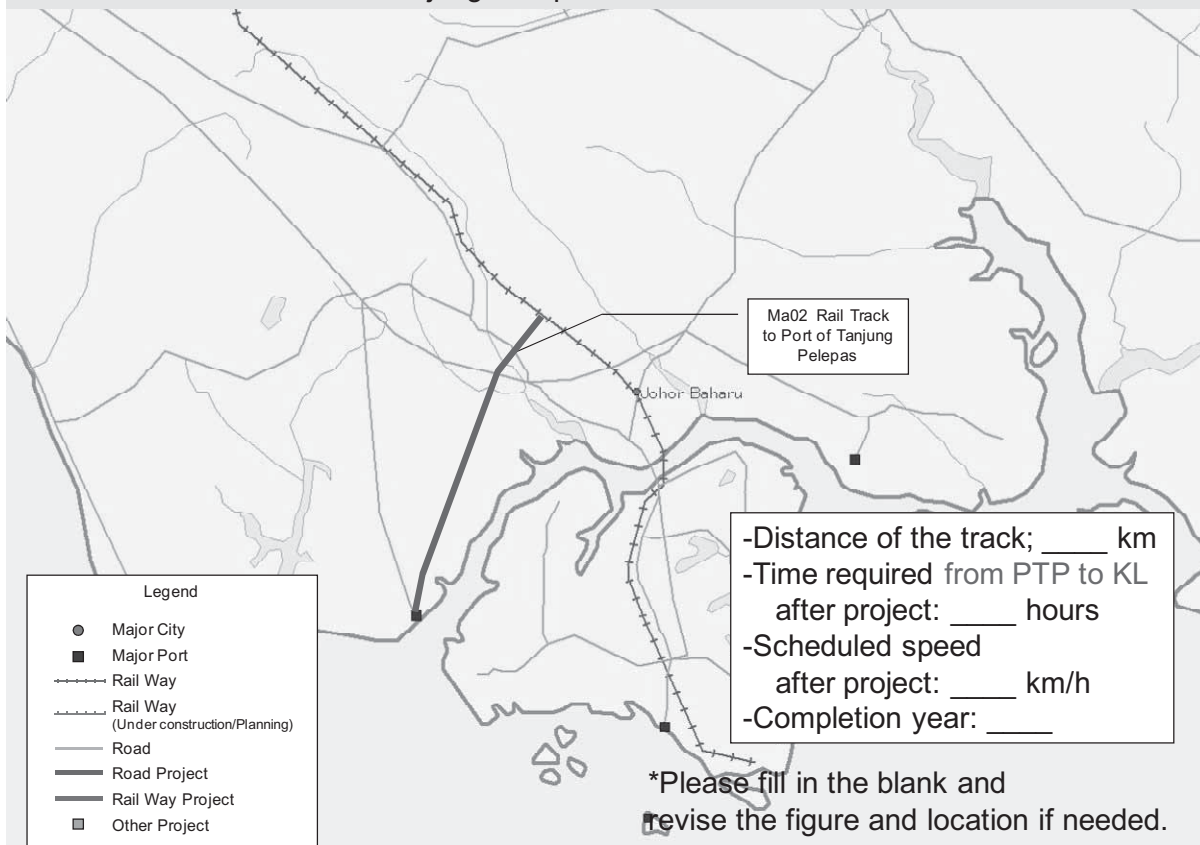 Ma02 Rail Track
to Port of Tanjung
Pelepas
Johor Baharu
-Distance of the track; ____ km
-Time required from PTP to KL
after project: ____ hours
-Scheduled speed
after project: ____ km/h
-Completion year: ____
Legend
Major City
Major Port
Rail Way
Rail Way
(Under construction/Planning)
Road
Road Project
Rail Way Project
Other Project
*Please fill in the blank and
revise the figure and location if needed.